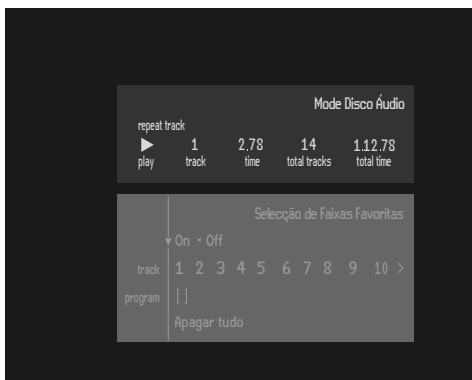 Mode Disco Áudio
repeat track
1 2.78 14 1.12.78
play track time total tracks total time
Selecção de Faixas Favoritas
On • Off
track 1 2 3 4 5 6 7 8 9 10 >
program [ ]
Apagar tudo